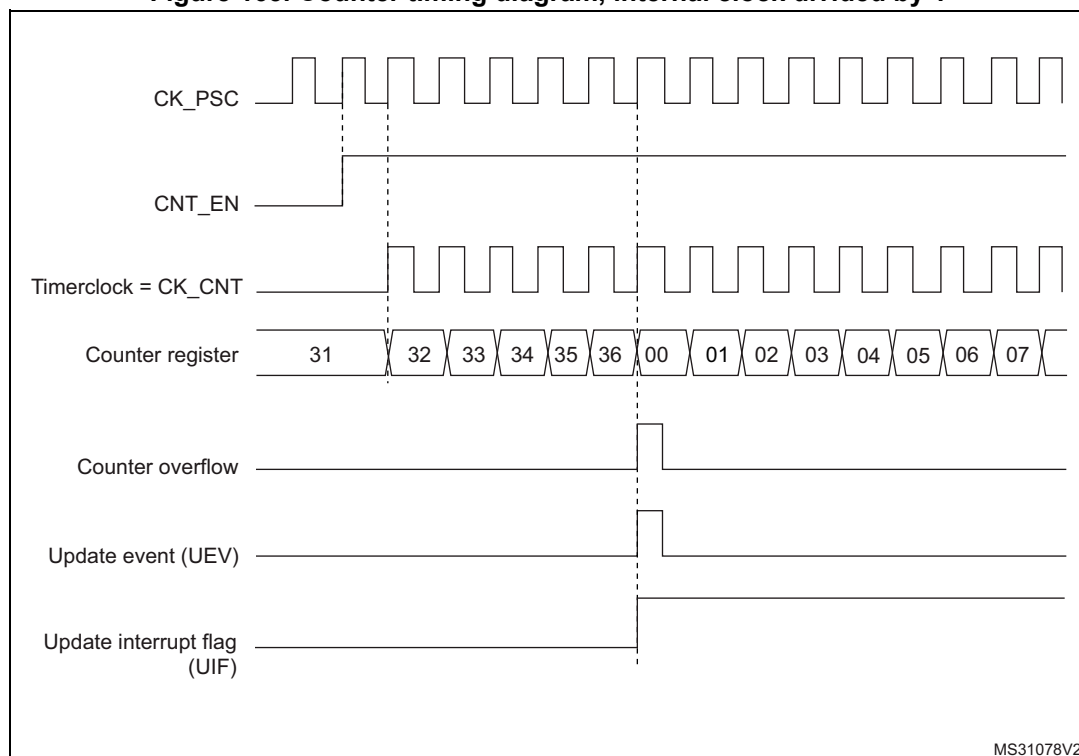 CK_PSC
CNT_EN
Timerclock = CK_CNT
Counter register 31 32 33 34 35 36 00 01 02 03 04 05 06 07
Counter overflow
Update event (UEV)
Update interrupt flag
(UIF)
MS31078V2